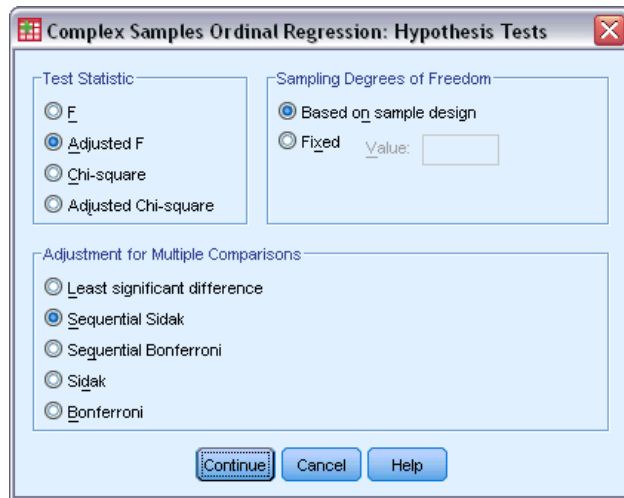 Complex Samples Ordinal Regression: Hypothesis Tests
Test Statistic
F
Adjusted F
Chi-square
Adjusted Chi-square
Sampling Degrees of Freedom
Based on sample design
Fixed Value:
Adjustment for Multiple Comparisons
Least significant difference
Sequential Sidak
Sequential Bonferroni
Sidak
Bonferroni
Continue Cancel Help